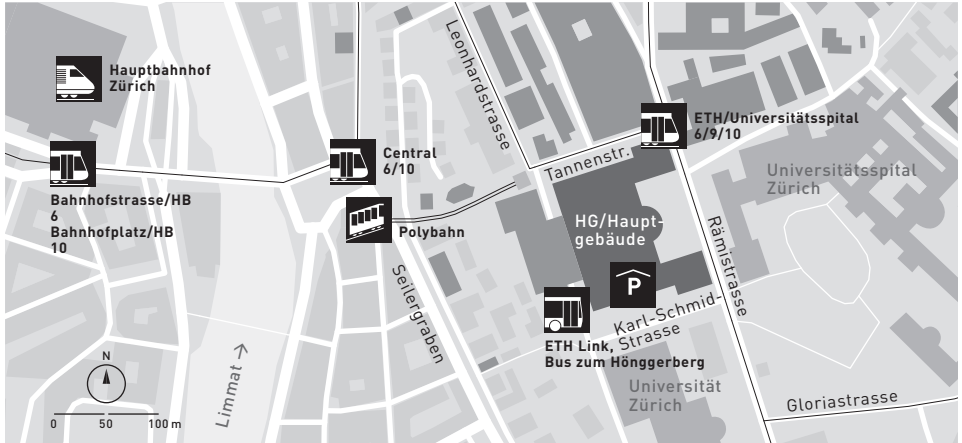 Hauptbahnhof
Zürich
Leonhardstrasse
ETH/Universitätsspital
6/9/10
Central
6/10
Tannenstr.
Universitätsspital
Zürich
Bahnhofstrasse/HB
6
Bahnhofplatz/HB
10
Polybahn
HG/Haupt-
gebäude
Rämistrasse
P
Seilergraben
Karl-Schmid-
Strasse
ETH Link,
Bus zum Hönggerberg
N
Limmat →
Universität
Zürich
Gloriastrasse
0 50 100 m